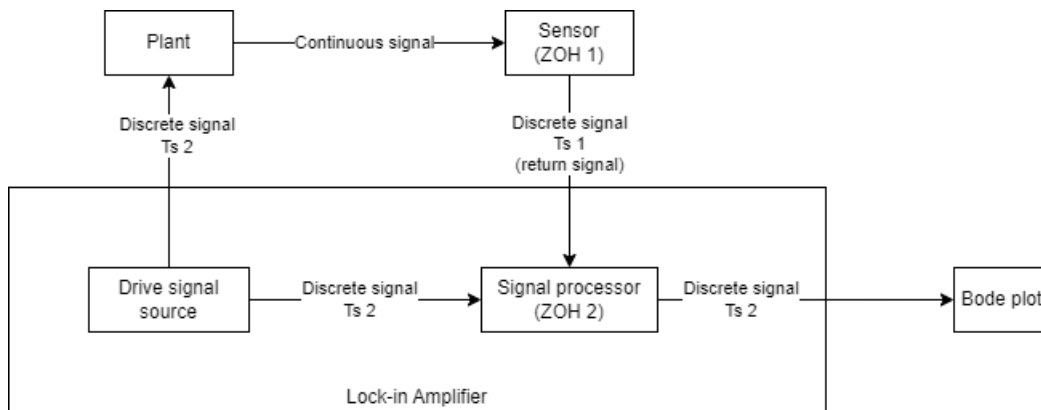 Plant
Continuous signal
Sensor
(ZOH 1)
Discrete signal
Ts 2
Discrete signal
Ts 1
(return signal)
Drive signal
source
Discrete signal
Ts 2
Signal processor
(ZOH 2)
Discrete signal
Ts 2
Bode plot
Lock-in Amplifier